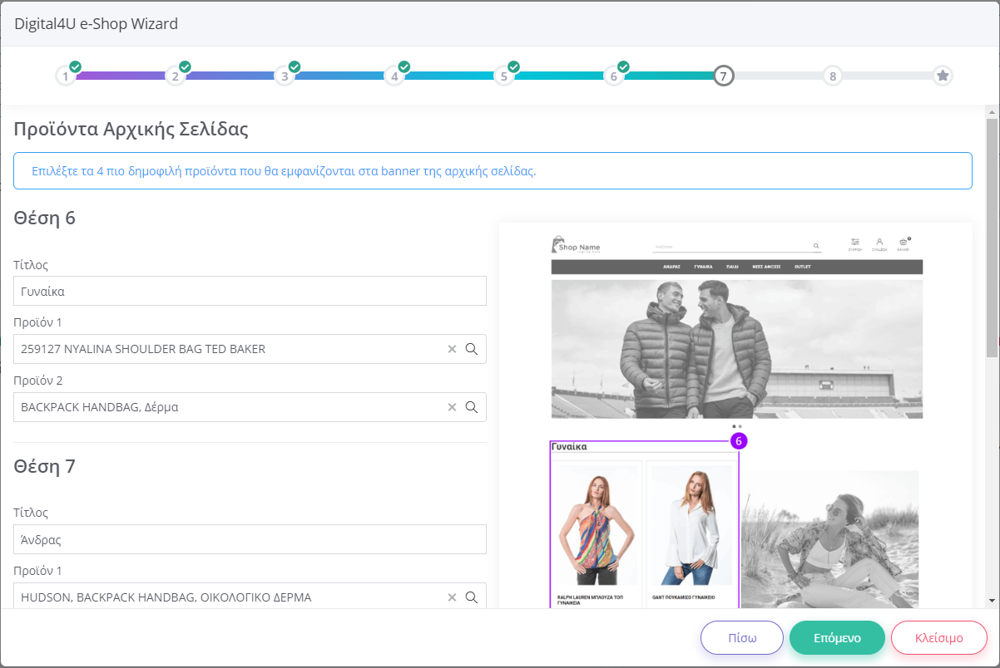 Digital4U e-Shop Wizard
1 2 3 4 5 6 7 8
Προϊόντα Αρχικής Σελίδας
Επιλέξτε τα 4 πιο δημοφιλή προϊόντα που θα εμφανίζονται στα banner της αρχικής σελίδας.
Θέση 6
Τίτλος
Γυναίκα
Προϊόν 1
259127 NYALINA SHOULDER BAG TED BAKER
Προϊόν 2
BACKPACK HANDBAG, Δέρμα
Θέση 7
Τίτλος
Άνδρας
Προϊόν 1
HUDSON, BACKPACK HANDBAG, ΟΙΚΟΛΟΓΙΚΟ ΔΕΡΜΑ
Shop Name
ΑΝΔΡΑΣ ΓΥΝΑΙΚΑ ΠΑΙΔΙ ΝΕΕΣ ΑΦΙΞΕΙΣ OUTLET
6
Γυναίκα
RALPH LAUREN ΜΠΛΟΥΖΑ ΤΟΠ
ΓΥΝΑΙΚΕΙΑ
GANT ΠΟΥΚΑΜΙΣΟ ΓΥΝΑΙΚΕΙΟ
Πίσω
Επόμενο
Κλείσιμο